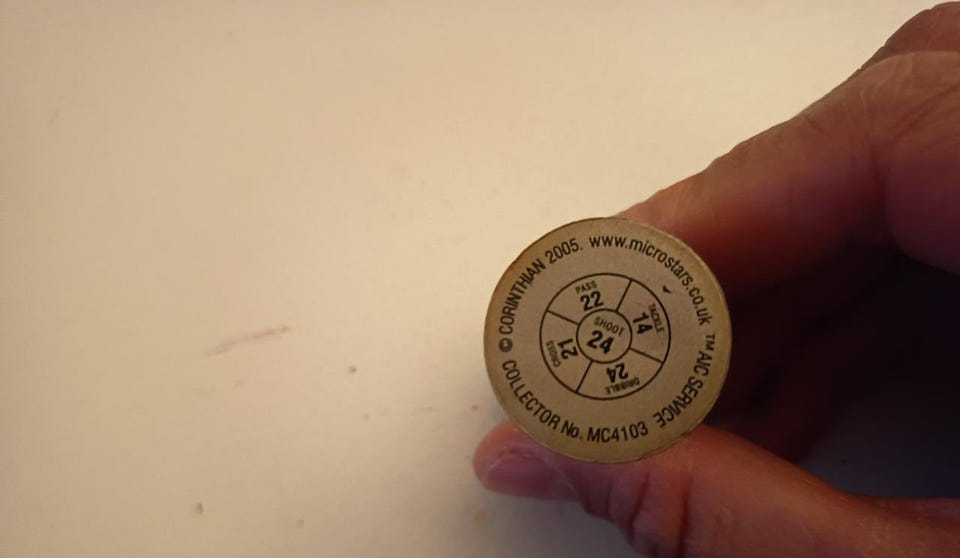 © CORINTHIAN 2005. www.microstars.co.uk ™ AJC SERVICE
COLLECTOR No. MC4103
PASS
22
TACKLE
14
DRIBBLE
24
CROSS
21
SHOOT
24